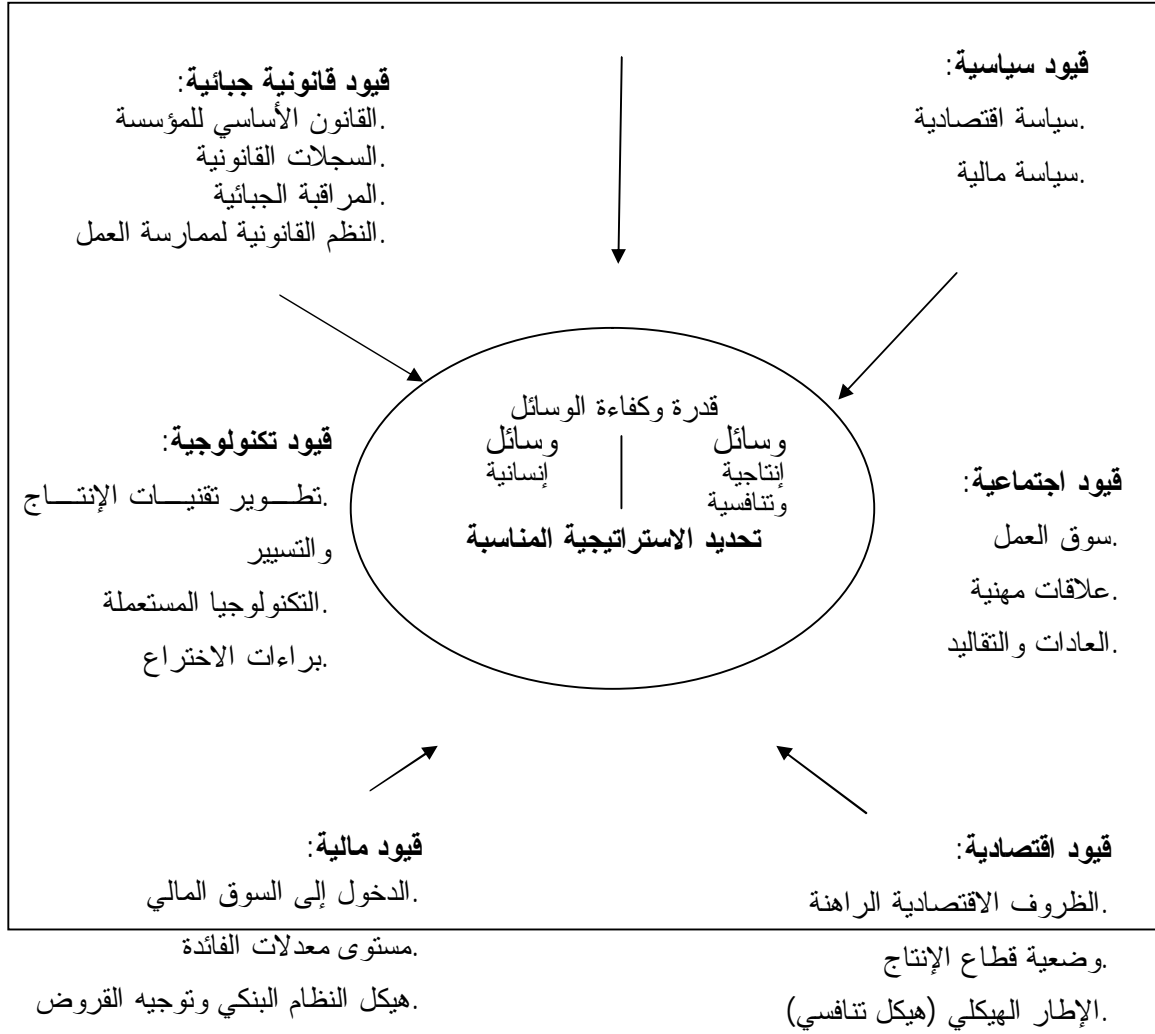 قيود سياسية:
.سياسة اقتصادية
.سياسة مالية
قيود قانونية جبائية:
.القانون الأساسي للمؤسسة
.السجلات القانونية
.المراقبة الجبائية
.النظم القانونية لممارسة العمل
قدرة وكفاءة الوسائل
وسائل
إنتاجية
وتنافسية
وسائل
إنسانية
تحديد الاستراتيجية المناسبة
قيود اجتماعية:
.سوق العمل
.علاقات مهنية
.العادات والتقاليد
قيود تكنولوجية:
.تطـــوير تقنيـــات الإنتـــاج
والتسيير
.التكنولوجيا المستعملة
.براءات الاختراع
قيود اقتصادية:
.الظروف الاقتصادية الراهنة
.وضعية قطاع الإنتاج
.الإطار الهيكلي (هيكل تنافسي)
قيود مالية:
.الدخول إلى السوق المالي
.مستوى معدلات الفائدة
.هيكل النظام البنكي وتوجيه القروض